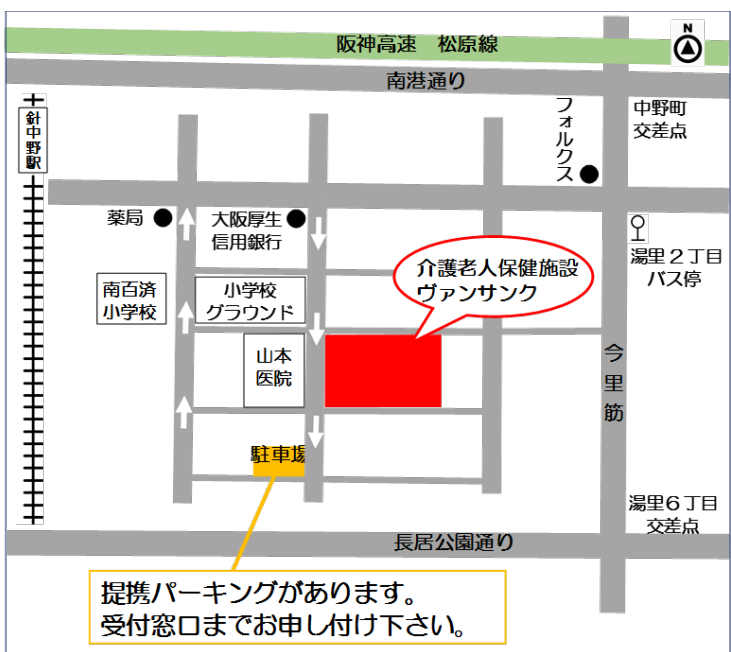 阪神高速 松原線
N
南港通り
針中野駅
フォルクス
中野町
交差点
薬局
大阪厚生
信用銀行
湯里2丁目
バス停
介護老人保健施設
ヴァンサンク
南百済
小学校
小学校
グラウンド
山本
医院
今里筋
駐車場
湯里6丁目
交差点
長居公園通り
提携パーキングがあります。
受付窓口までお申し付け下さい。